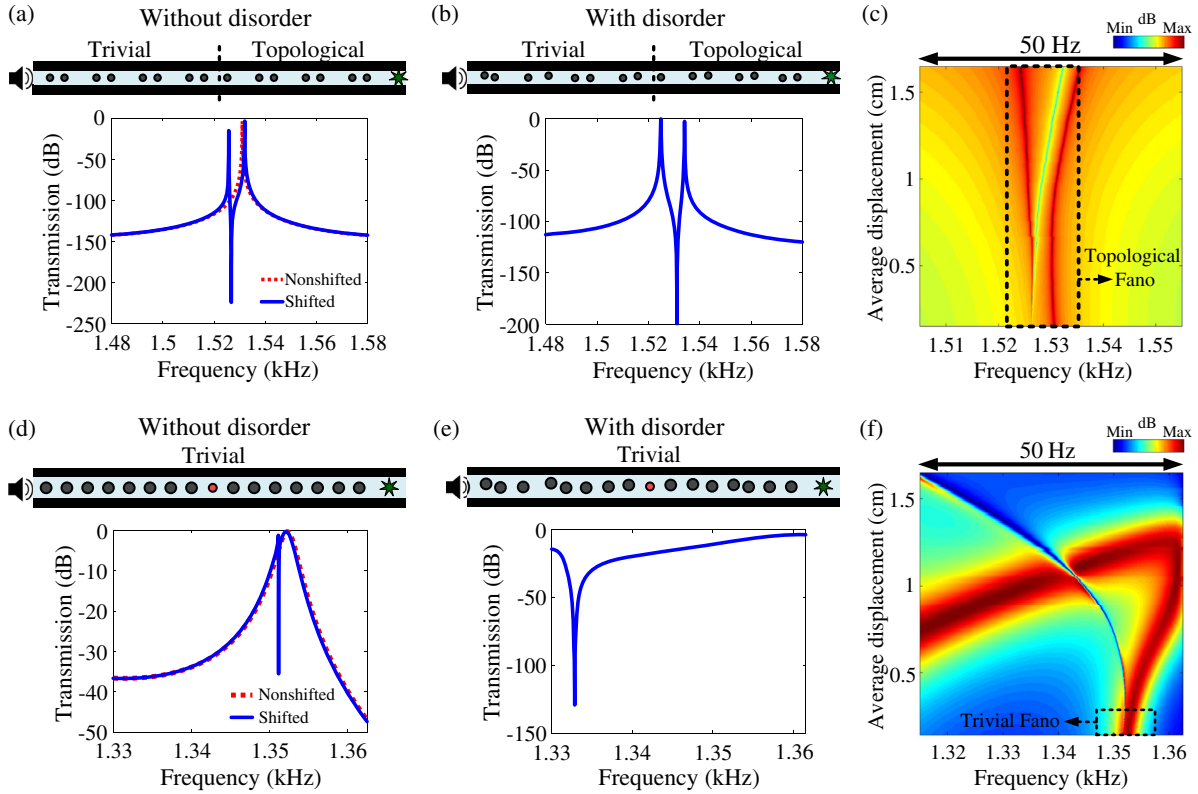 (a)
Without disorder
Trivial
Topological
Transmission (dB)
0
-50
-100
-150
-200
-250
Nonshifted
Shifted
1.48
1.5
1.52
1.54
1.56
1.58
Frequency (kHz)
(b)
With disorder
Trivial
Topological
Transmission (dB)
0
-50
-100
-150
-200
1.48
1.5
1.52
1.54
1.56
1.58
Frequency (kHz)
(c)
Min dB Max
50 Hz
Average displacement (cm)
1.5
1
0.5
Topological
Fano
1.51
1.52
1.53
1.54
1.55
Frequency (kHz)
(d)
Without disorder
Trivial
Transmission (dB)
0
-10
-20
-30
-40
-50
Nonshifted
Shifted
1.33
1.34
1.35
1.36
Frequency (kHz)
(e)
With disorder
Trivial
Transmission (dB)
0
-50
-100
-150
1.33
1.34
1.35
1.36
Frequency (kHz)
(f)
Min dB Max
50 Hz
Average displacement (cm)
1.5
1
0.5
Trivial Fano
1.32
1.33
1.34
1.35
1.36
Frequency (kHz)